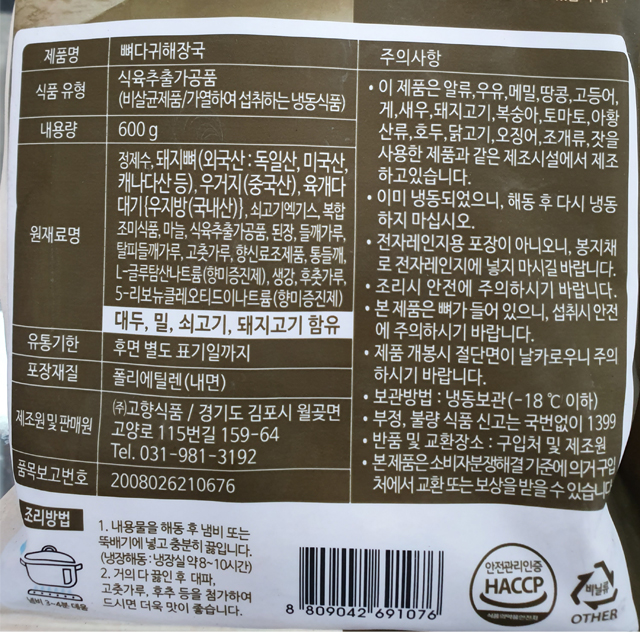 제품명
뼈다귀해장국
식품 유형
식육추출가공품
(비살균제품/가열하여 섭취하는 냉동식품)
내용량
600g
원재료명
정제수, 돼지뼈(외국산 : 독일산, 미국산,
캐나다산 등), 우거지(중국산), 육개다
대기{우지방(국내산)}, 쇠고기엑기스, 복합
조미식품, 마늘, 식육추출가공품, 된장, 들깨가루,
탈피들깨가루, 고춧가루, 향신료조제품, 통들깨,
L-글루탐산나트륨(향미증진제), 생강, 후춧가루,
5-리보뉴클레오티드이나트륨(향미증진제)
대두, 밀, 쇠고기, 돼지고기 함유
유통기한
후면 별도 표기일까지
포장재질
폴리에틸렌(내면)
제조원 및 판매원
(주)고향식품 / 경기도 김포시 월곶면
고양로 115번길 159-64
Tel. 031-981-3192
품목보고번호
2008026210676
주의사항
• 이 제품은 알류,우유,메밀,땅콩,고등어,
게,새우,돼지고기,복숭아,토마토,아황
산류,호두,닭고기,오징어,조개류,잣을
사용한 제품과 같은 제조시설에서 제조
하고있습니다.
• 이미 냉동되었으니, 해동 후 다시 냉동
하지 마십시오.
• 전자레인지용 포장이 아니오니, 봉지채
로 전자레인지에 넣지 마시길 바랍니다.
• 조리시 안전에 주의하시기 바랍니다.
• 본 제품은 뼈가 들어 있으니, 섭취시 안전
에 주의하시기 바랍니다.
• 제품 개봉시 절단면이 날카로우니 주의
하시기 바랍니다.
• 보관방법 : 냉동보관(-18 ℃ 이하)
• 부정, 불량 식품 신고는 국번없이 1399
• 반품 및 교환장소 : 구입처 및 제조원
• 본 제품은 소비자분쟁해결 기준에 의거 구입
처에서 교환 또는 보상을 받을 수 있습니다
조리방법
1. 내용물을 해동 후 냄비 또는
뚝배기에 넣고 충분히 끓입니다.
(냉장해동 : 냉장실 약 8~10시간)
2. 거의 다 끓인 후 대파,
고춧가루, 후추 등을 첨가하여
드시면 더욱 맛이 좋습니다.
냄비 3~4분 데움
8 809042 691076
안전관리인증
HACCP
식품의약품안전처
비닐류
OTHER